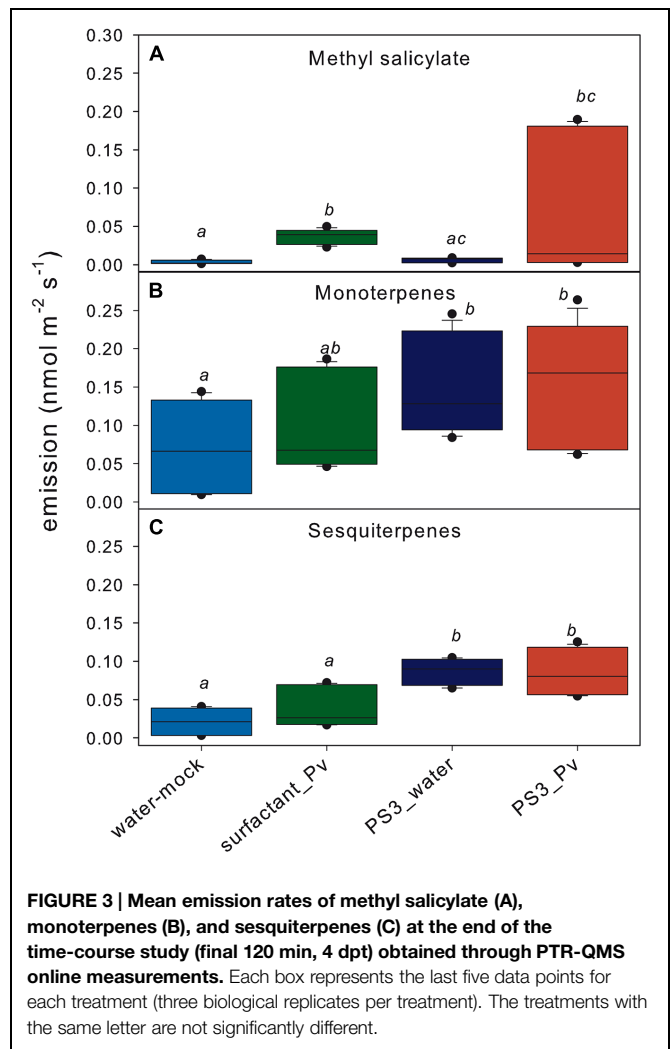 A
Methyl salicylate
0.30
0.25
0.20
0.15
0.10
0.05
0.00
a
b
ac
bc
B
Monoterpenes
0.25
0.20
0.15
0.10
0.05
0.00
a
ab
b
b
C
Sesquiterpenes
0.25
0.20
0.15
0.10
0.05
0.00
a
a
b
b
emission (nmol m-2 s-1)
water-mock
surfactant_Pv
PS3_water
PS3_Pv
FIGURE 3 | Mean emission rates of methyl salicylate (A),
monoterpenes (B), and sesquiterpenes (C) at the end of the
time-course study (final 120 min, 4 dpt) obtained through PTR-QMS
online measurements. Each box represents the last five data points for
each treatment (three biological replicates per treatment). The treatments with
the same letter are not significantly different.